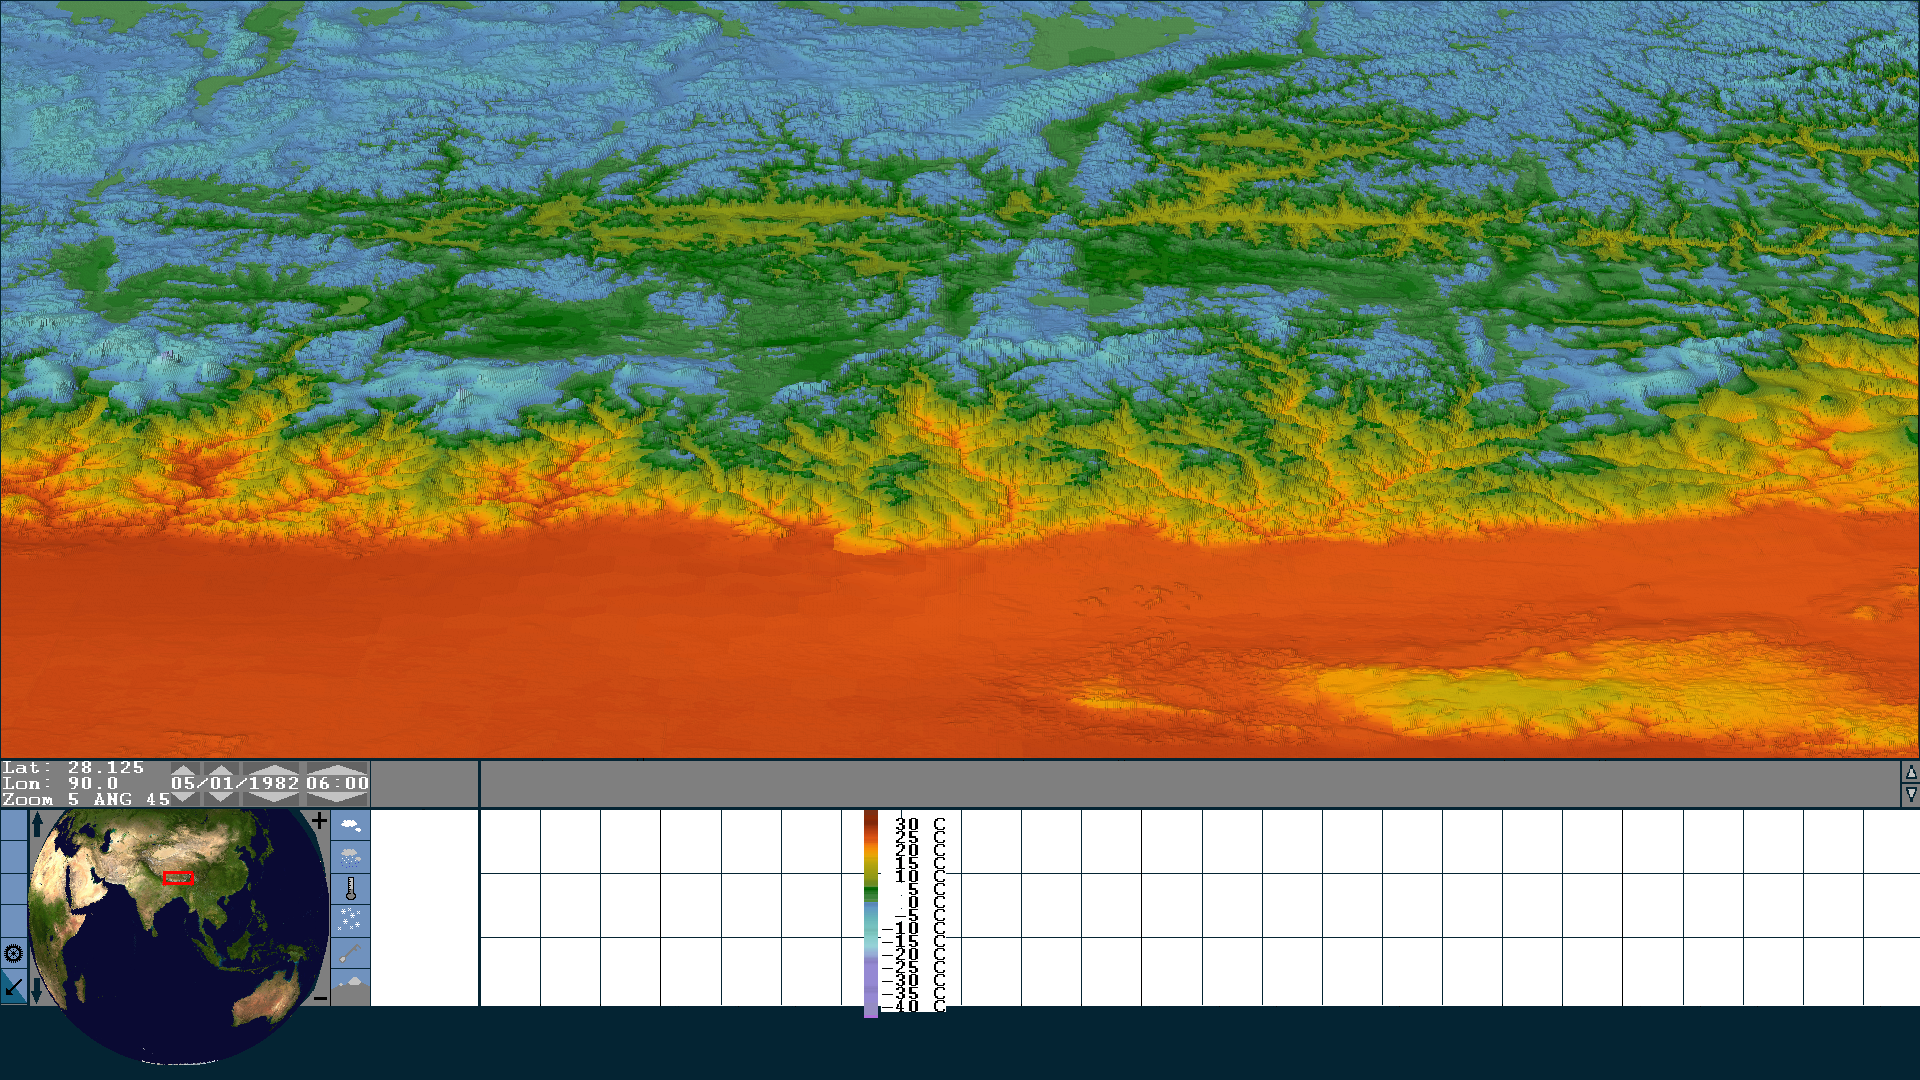 Lat: 28.125
Lon: 90.0
05/01/1982 06:00
Zoom 5 ANG 45
+
−
30 C
25 C
20 C
15 C
10 C
5 C
0 C
−5 C
−10 C
−15 C
−20 C
−25 C
−30 C
−35 C
−40 C